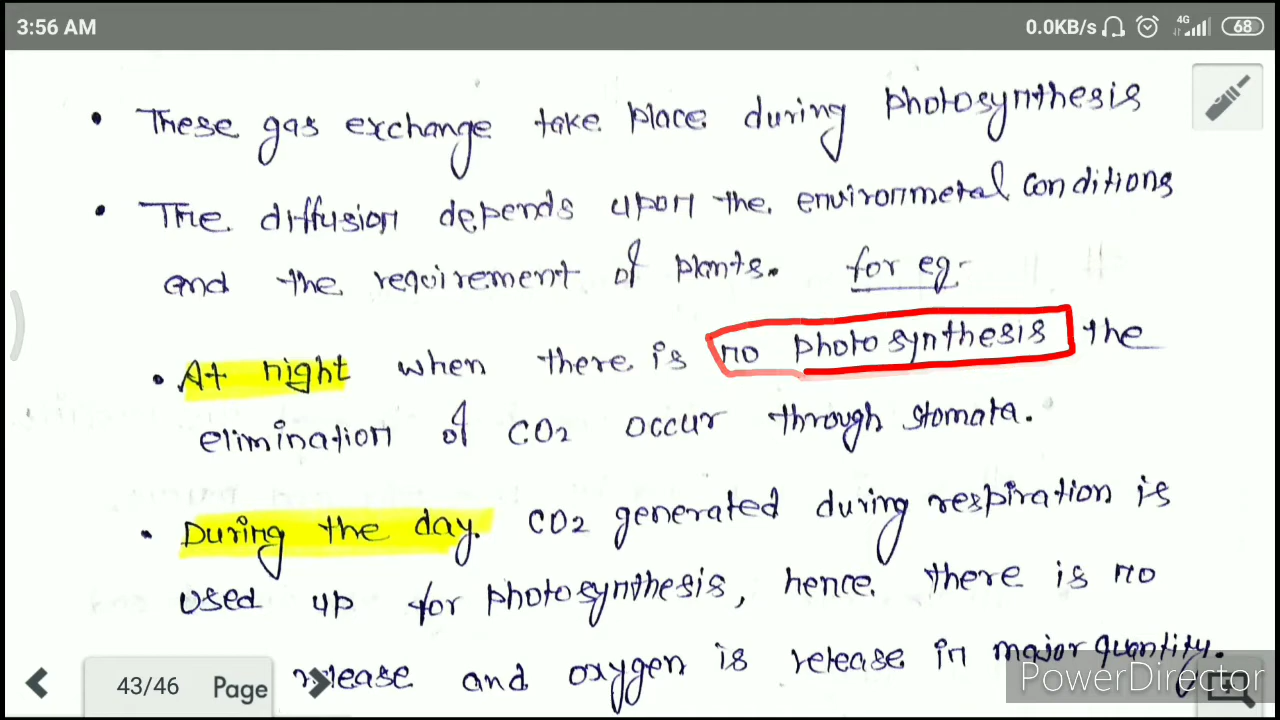 3:56 AM 0.0KB/s 4G 68
• These gas exchange take place during photosynthesis
• The diffusion depends upon the environmetal conditions
and the requirement of plants. for eg-
• At night when there is no photosynthesis the
elimination of CO2 occur through stomata.
• During the day. CO2 generated during respiration is
used up for photosynthesis, hence there is no
release and oxygen is release in major quantity.
43/46 Page
PowerDirector